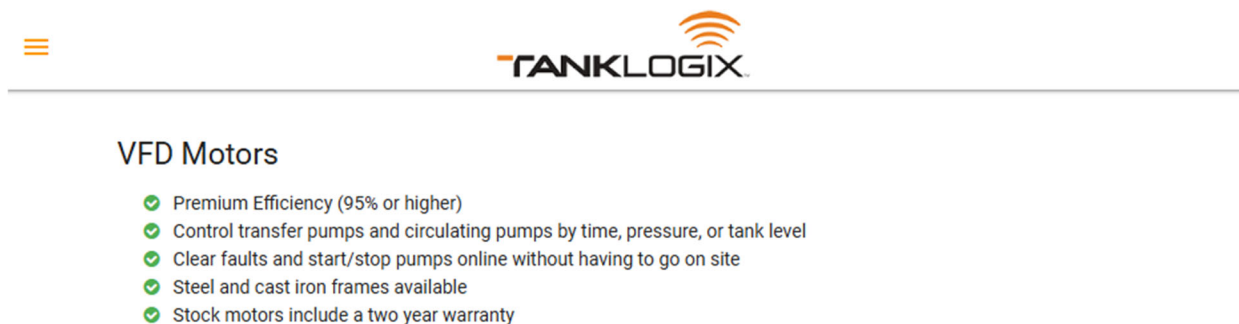 TANKLOGIX
VFD Motors
Premium Efficiency (95% or higher)
Control transfer pumps and circulating pumps by time, pressure, or tank level
Clear faults and start/stop pumps online without having to go on site
Steel and cast iron frames available
Stock motors include a two year warranty